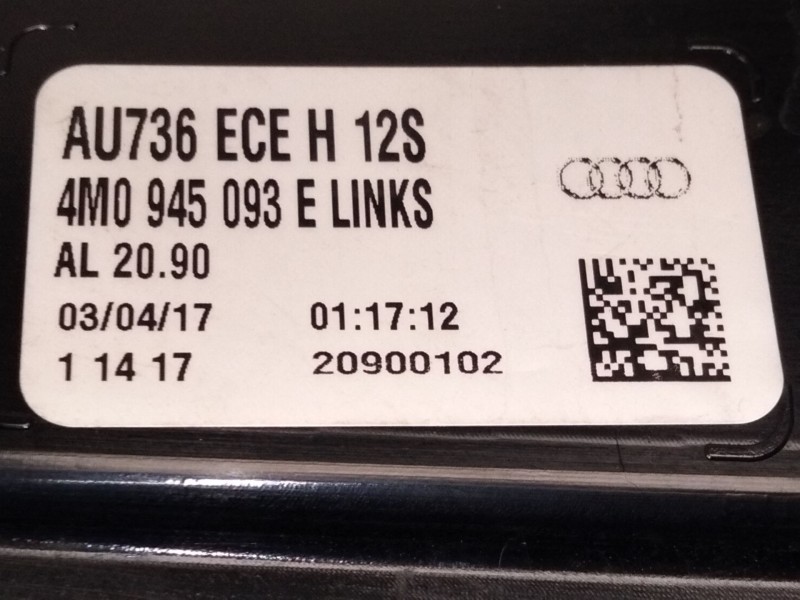 AU736 ECE H 12S
4M0 945 093 E LINKS
AL 20.90
03/04/17 01:17:12
1 14 17 20900102